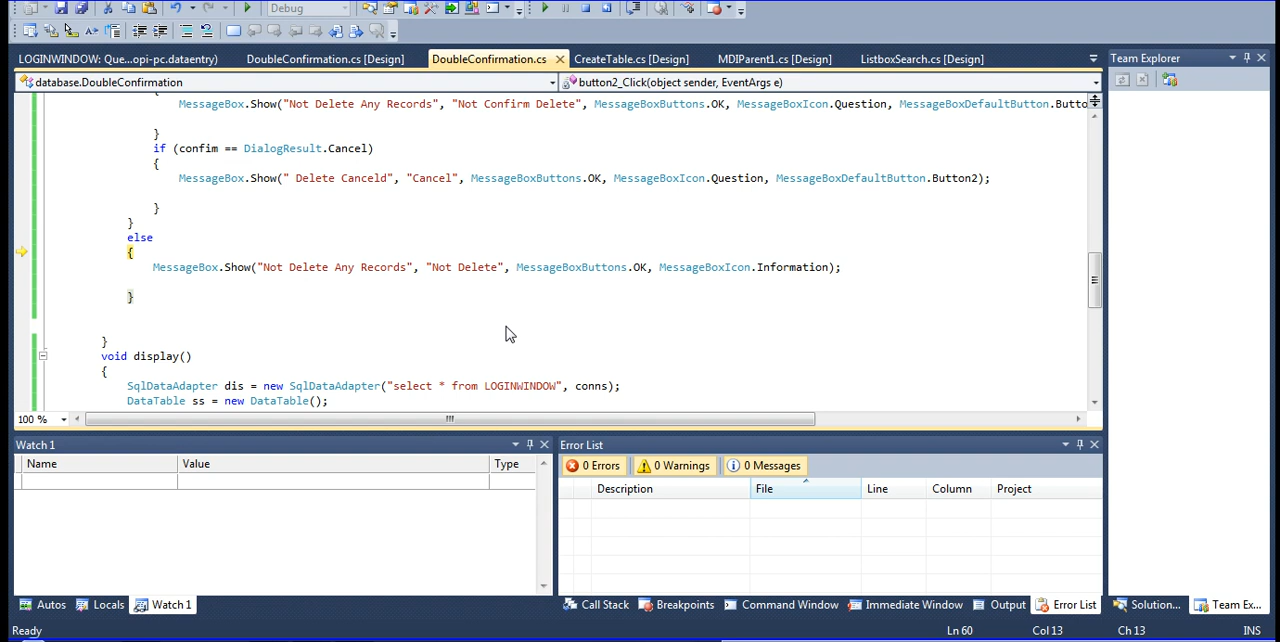 Debug
LOGINWINDOW: Que...opi-pc.dataentry) DoubleConfirmation.cs [Design] DoubleConfirmation.cs CreateTable.cs [Design] MDIParent1.cs [Design] ListboxSearch.cs [Design] Team Explorer
database.DoubleConfirmation button2_Click(object sender, EventArgs e)
{
MessageBox.Show("Not Delete Any Records", "Not Confim Delete", MessageBoxButtons.OK, MessageBoxIcon.Question, MessageBoxDefaultButton.Butto
}
if (confim == DialogResult.Cancel)
{
MessageBox.Show(" Delete Canceld", "Cancel", MessageBoxButtons.OK, MessageBoxIcon.Question, MessageBoxDefaultButton.Button2);
}
}
else
{
MessageBox.Show("Not Delete Any Records", "Not Delete", MessageBoxButtons.OK, MessageBoxIcon.Information);
}
}
void display()
{
SqlDataAdapter dis = new SqlDataAdapter("select * from LOGINWINDOW", conns);
DataTable ss = new DataTable();
100 %
Watch 1 Error List
Name Value Type 0 Errors 0 Warnings 0 Messages
Description File Line Column Project
Autos Locals Watch 1 Call Stack Breakpoints Command Window Immediate Window Output Error List Solution... Team Ex...
Ready Ln 60 Col 13 Ch 13 INS